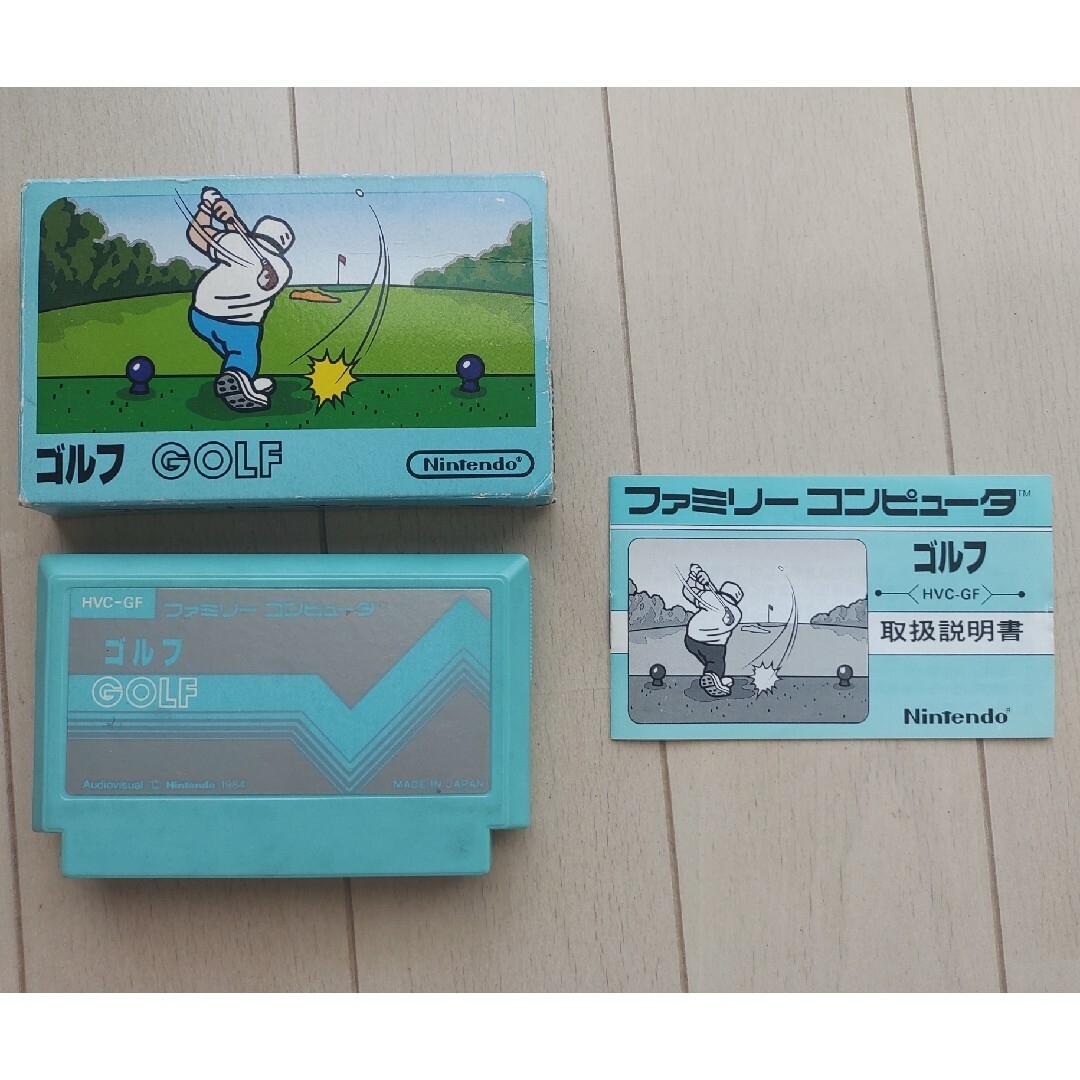 ゴルフ GOLF Nintendo®
HVC-GF ファミリー コンピュータ™
ゴルフ
GOLF
Audiovisual © Nintendo 1984 MADE IN JAPAN
ファミリー コンピュータ™
ゴルフ
HVC-GF
取扱説明書
Nintendo®